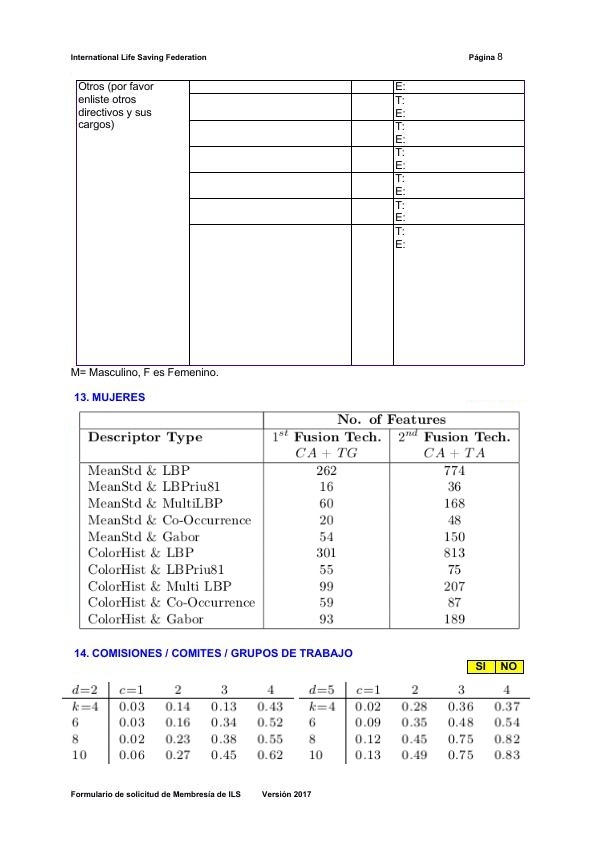 International Life Saving Federation Página 8
Otros (por favor
enliste otros
directivos y sus
cargos)
E:
T:
E:
T:
E:
T:
E:
T:
E:
T:
E:
T:
E:
M= Masculino, F es Femenino.
13. MUJERES
No. of Features
Descriptor Type 1st Fusion Tech. 2nd Fusion Tech.
CA + TG CA + TA
MeanStd & LBP 262 774
MeanStd & LBPriu81 16 36
MeanStd & MultiLBP 60 168
MeanStd & Co-Occurrence 20 48
MeanStd & Gabor 54 150
ColorHist & LBP 301 813
ColorHist & LBPriu81 55 75
ColorHist & Multi LBP 99 207
ColorHist & Co-Occurrence 59 87
ColorHist & Gabor 93 189
14. COMISIONES / COMITES / GRUPOS DE TRABAJO
SI NO
d=2 c=1 2 3 4 d=5 c=1 2 3 4
k=4 0.03 0.14 0.13 0.43 k=4 0.02 0.28 0.36 0.37
6 0.03 0.16 0.34 0.52 6 0.09 0.35 0.48 0.54
8 0.02 0.23 0.38 0.55 8 0.12 0.45 0.75 0.82
10 0.06 0.27 0.45 0.62 10 0.13 0.49 0.75 0.83
Formulario de solicitud de Membresía de ILS Versión 2017